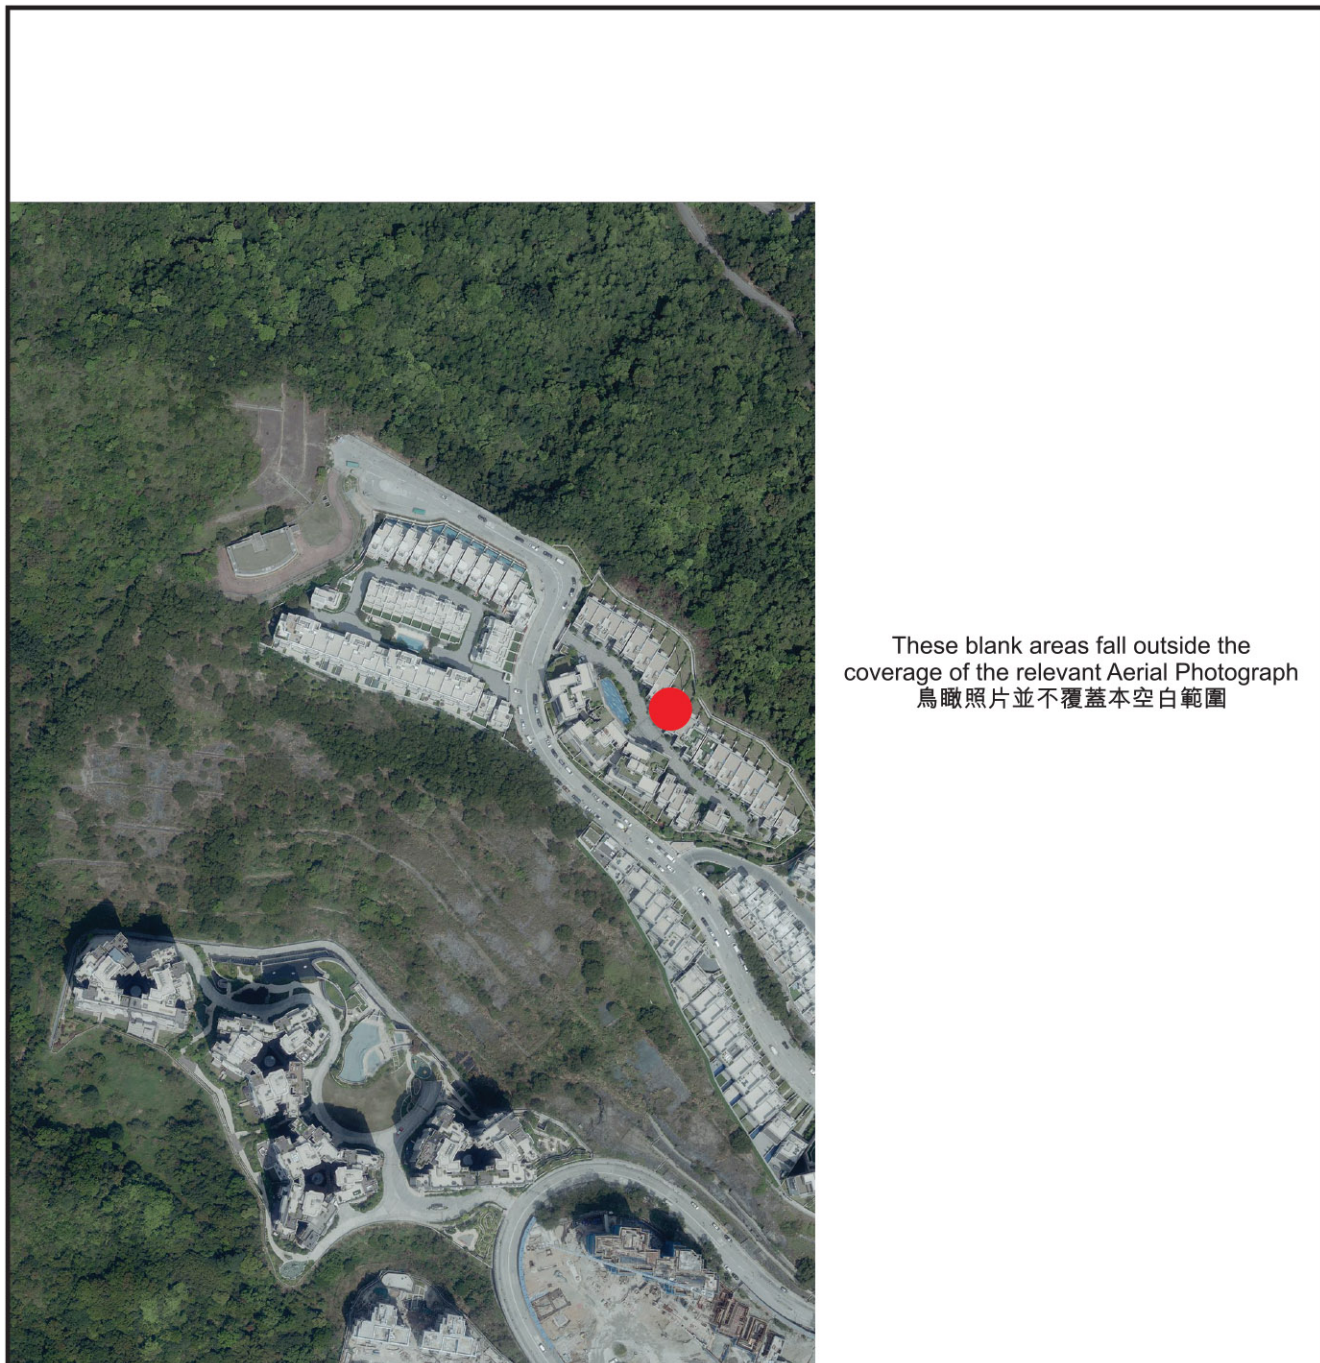 These blank areas fall outside the
coverage of the relevant Aerial Photograph
鳥瞰照片並不覆蓋本空白範圍